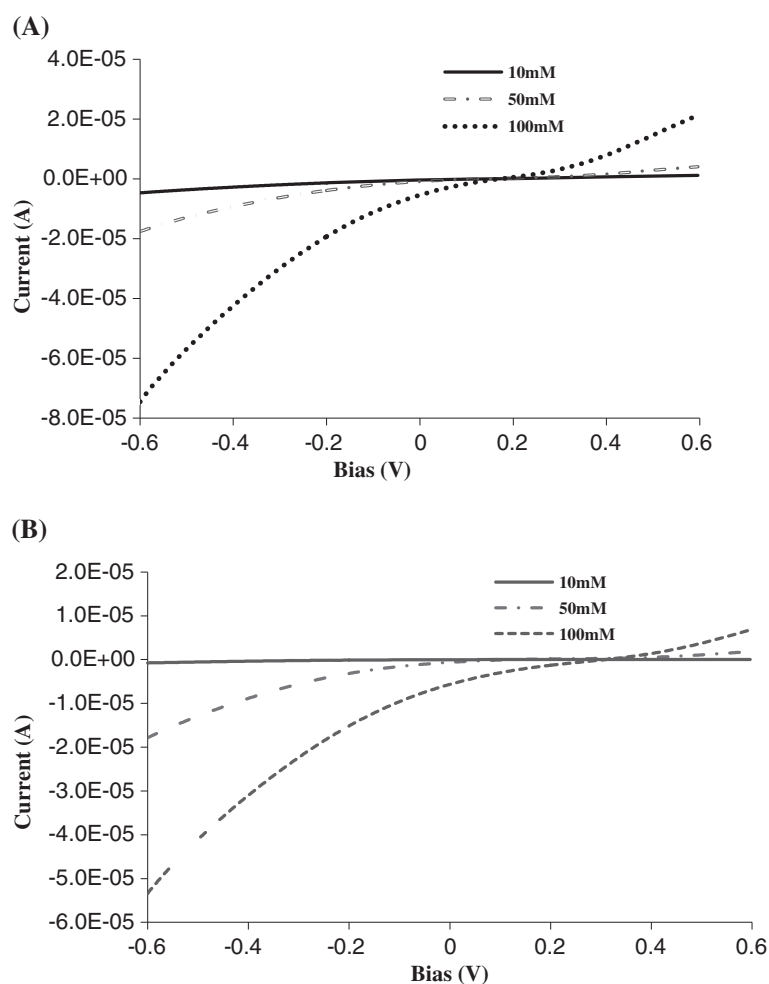 (A)
4.0E-05
2.0E-05
0.0E+00
-2.0E-05
-4.0E-05
-6.0E-05
-8.0E-05
Current (A)
10mM
50mM
100mM
-0.6
-0.4
-0.2
0
0.2
0.4
0.6
Bias (V)
(B)
2.0E-05
1.0E-05
0.0E+00
-1.0E-05
-2.0E-05
-3.0E-05
-4.0E-05
-5.0E-05
-6.0E-05
Current (A)
10mM
50mM
100mM
-0.6
-0.4
-0.2
0
0.2
0.4
0.6
Bias (V)